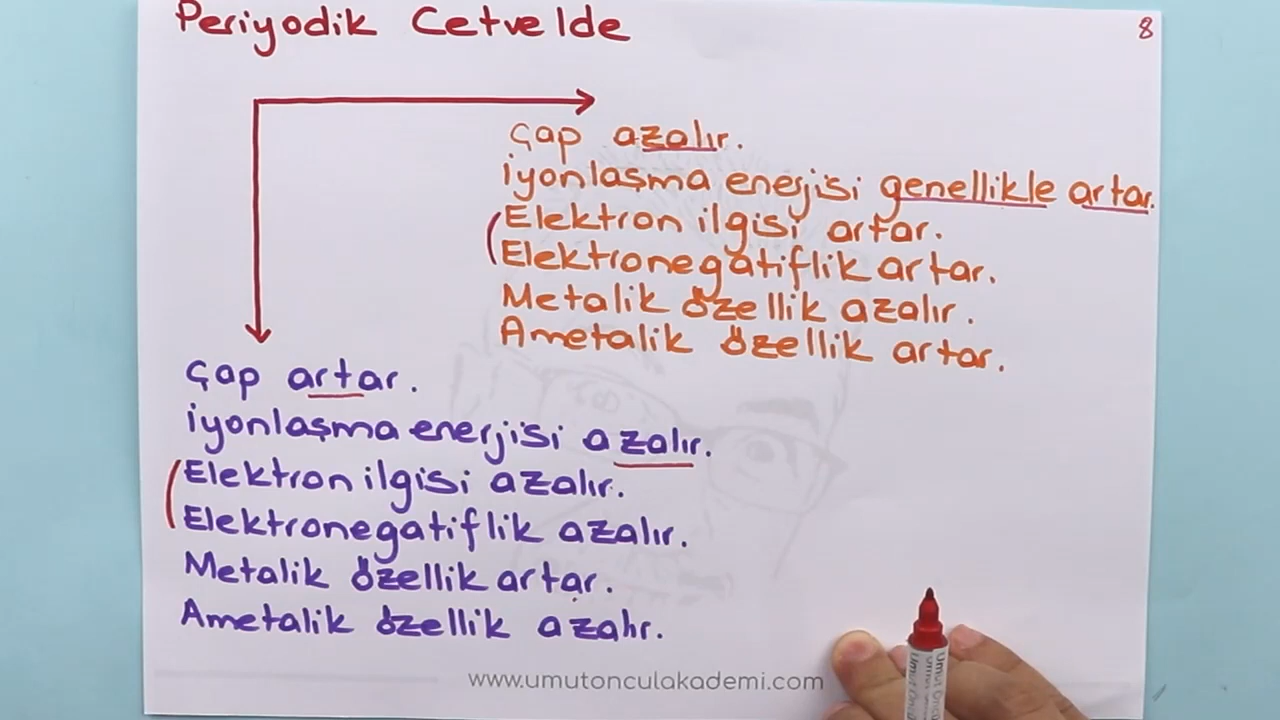 Periyodik Cetvelde
8
Çap azalır.
İyonlaşma enerjisi genellikle artar.
Elektron ilgisi artar.
Elektronegatiflik artar.
Metalik özellik azalır.
Ametalik özellik artar.
Çap artar.
İyonlaşma enerjisi azalır.
Elektron ilgisi azalır.
Elektronegatiflik azalır.
Metalik özellik artar.
Ametalik özellik azalır.
www.umutonculakademi.com